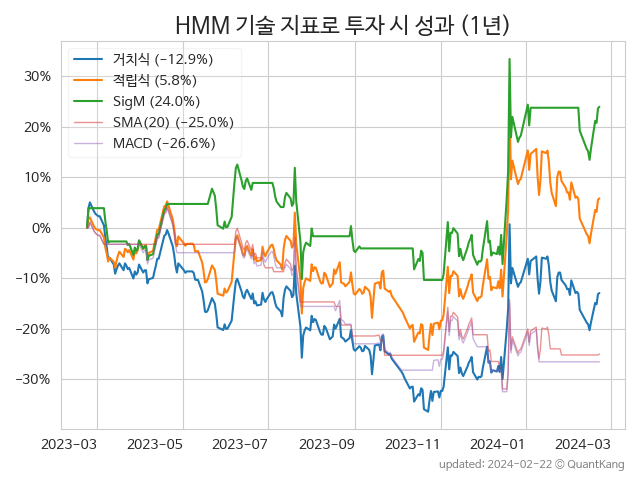 HMM 기술 지표로 투자 시 성과 (1년)
거치식 (−12.9%)
적립식 (5.8%)
SigM (24.0%)
SMA(20) (−25.0%)
MACD (−26.6%)
30%
20%
10%
0%
−10%
−20%
−30%
2023-03 2023-05 2023-07 2023-09 2023-11 2024-01 2024-03
updated: 2024-02-22 © QuantKang